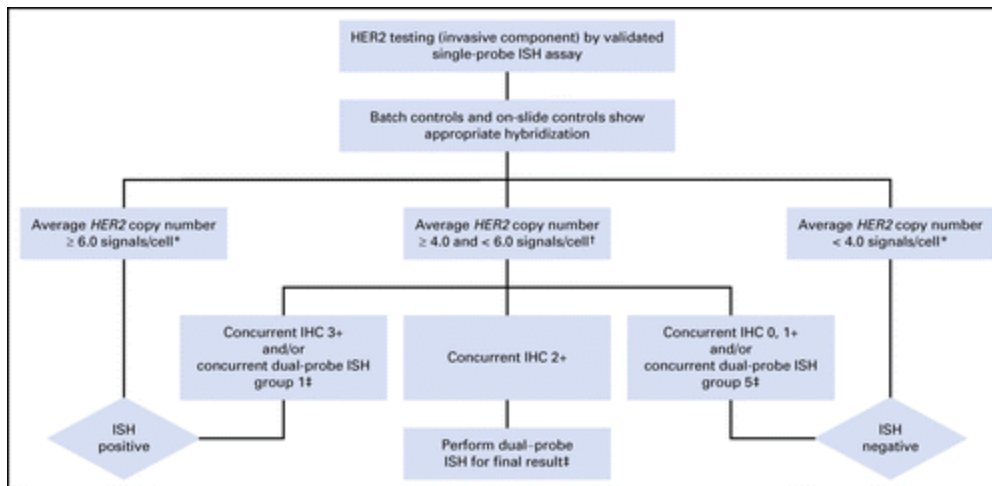 HER2 testing (invasive component) by validated
single-probe ISH assay
Batch controls and on-slide controls show
appropriate hybridization
Average HER2 copy number
≥ 6.0 signals/cell*
Average HER2 copy number
≥ 4.0 and < 6.0 signals/cell†
Average HER2 copy number
< 4.0 signals/cell*
Concurrent IHC 3+
and/or
concurrent dual-probe ISH
group 1‡
Concurrent IHC 2+
Concurrent IHC 0, 1+
and/or
concurrent dual-probe ISH
group 5‡
ISH
positive
Perform dual-probe
ISH for final result‡
ISH
negative